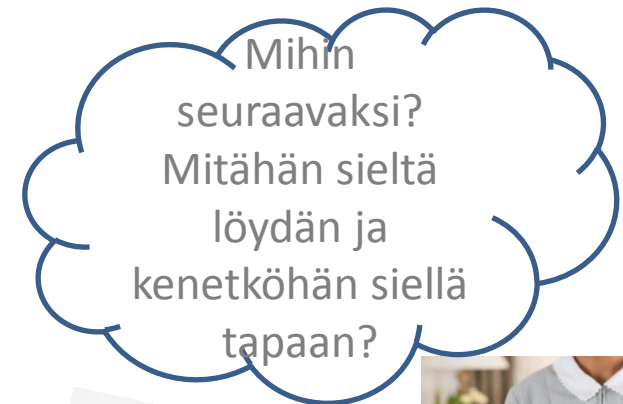 Mihin
seuraavaksi?
Mitähän sieltä
löydän ja
kenetköhän siellä
tapaan?